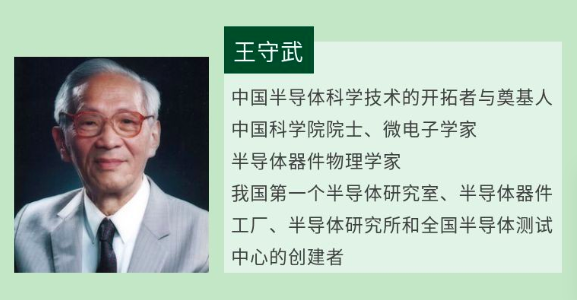 王守武
中国半导体科学技术的开拓者与奠基人
中国科学院院士、微电子学家
半导体器件物理学家
我国第一个半导体研究室、半导体器件
工厂、半导体研究所和全国半导体测试
中心的创建者